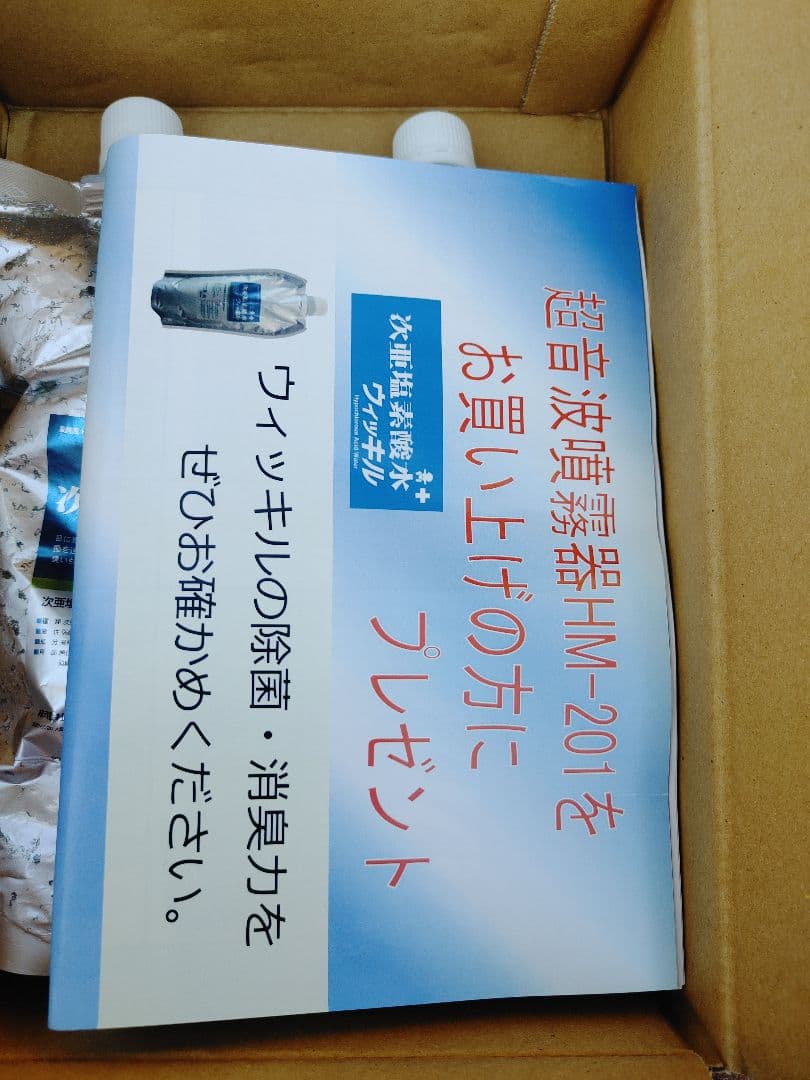 超音波噴霧器HM-201を
お買い上げの方に
プレゼント
次亜塩素酸水
ウィッキル
Hypochlorous Acid Water
ウィッキルの除菌・消臭力を
ぜひお確かめください。
次亜塩